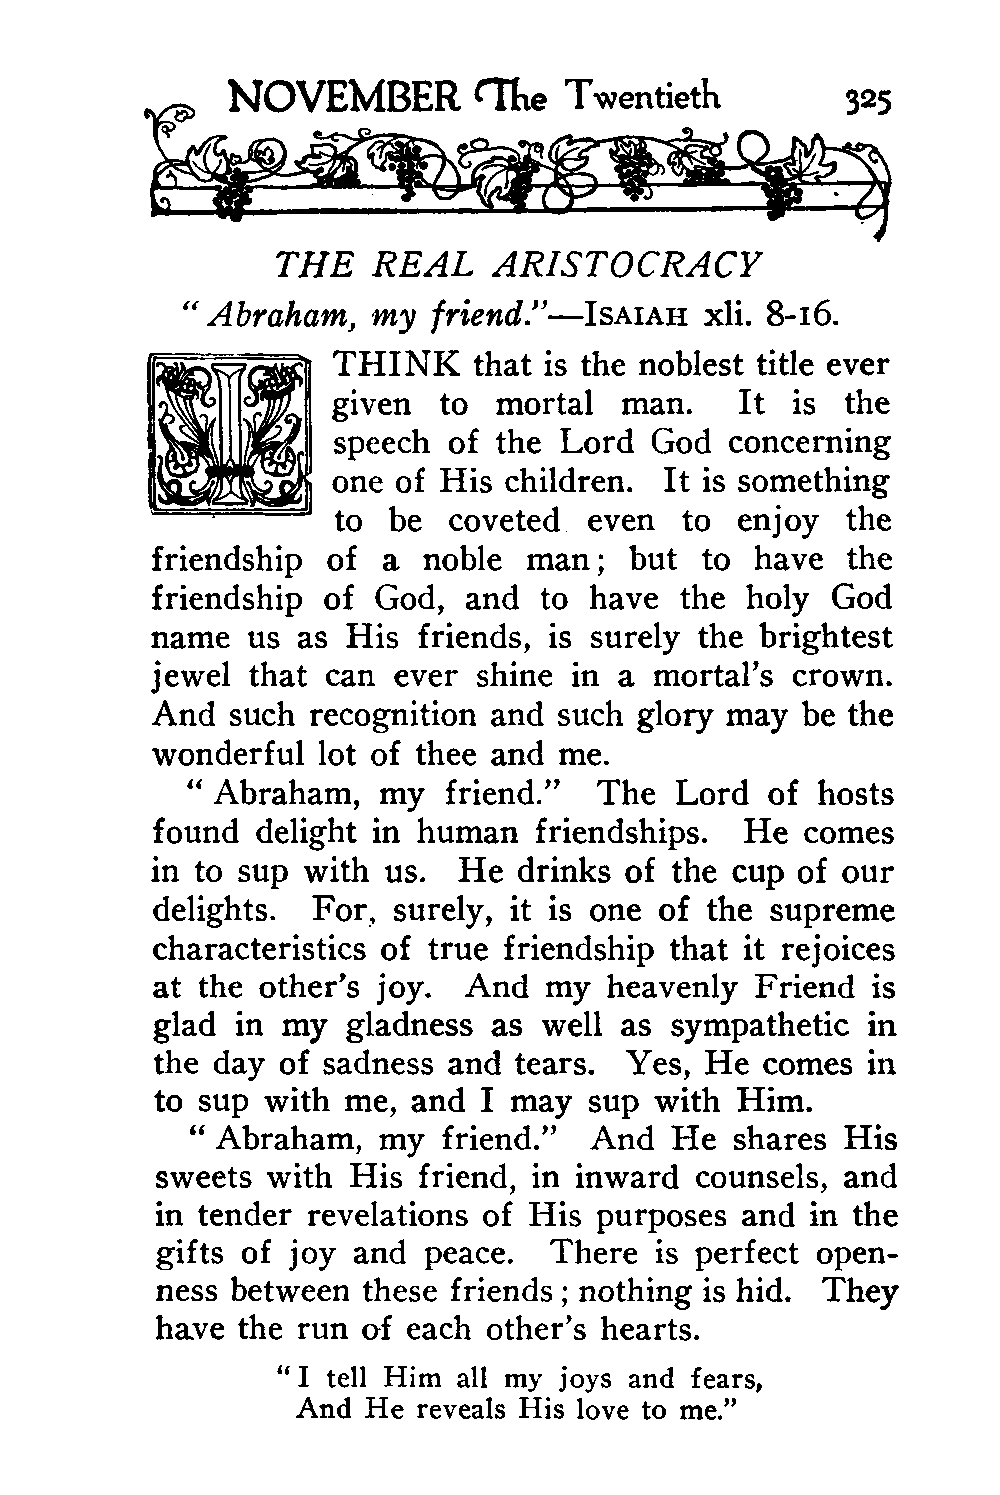 NOVEMBER The Twentieth 325
THE REAL ARISTOCRACY
“Abraham, my friend.”—ISAIAH xli. 8-16.
I THINK that is the noblest title ever
given to mortal man. It is the
speech of the Lord God concerning
one of His children. It is something
to be coveted even to enjoy the
friendship of a noble man; but to have the
friendship of God, and to have the holy God
name us as His friends, is surely the brightest
jewel that can ever shine in a mortal’s crown.
And such recognition and such glory may be the
wonderful lot of thee and me.
“Abraham, my friend.” The Lord of hosts
found delight in human friendships. He comes
in to sup with us. He drinks of the cup of our
delights. For, surely, it is one of the supreme
characteristics of true friendship that it rejoices
at the other’s joy. And my heavenly Friend is
glad in my gladness as well as sympathetic in
the day of sadness and tears. Yes, He comes in
to sup with me, and I may sup with Him.
“Abraham, my friend.” And He shares His
sweets with His friend, in inward counsels, and
in tender revelations of His purposes and in the
gifts of joy and peace. There is perfect open-
ness between these friends; nothing is hid. They
have the run of each other’s hearts.
“I tell Him all my joys and fears,
And He reveals His love to me.”